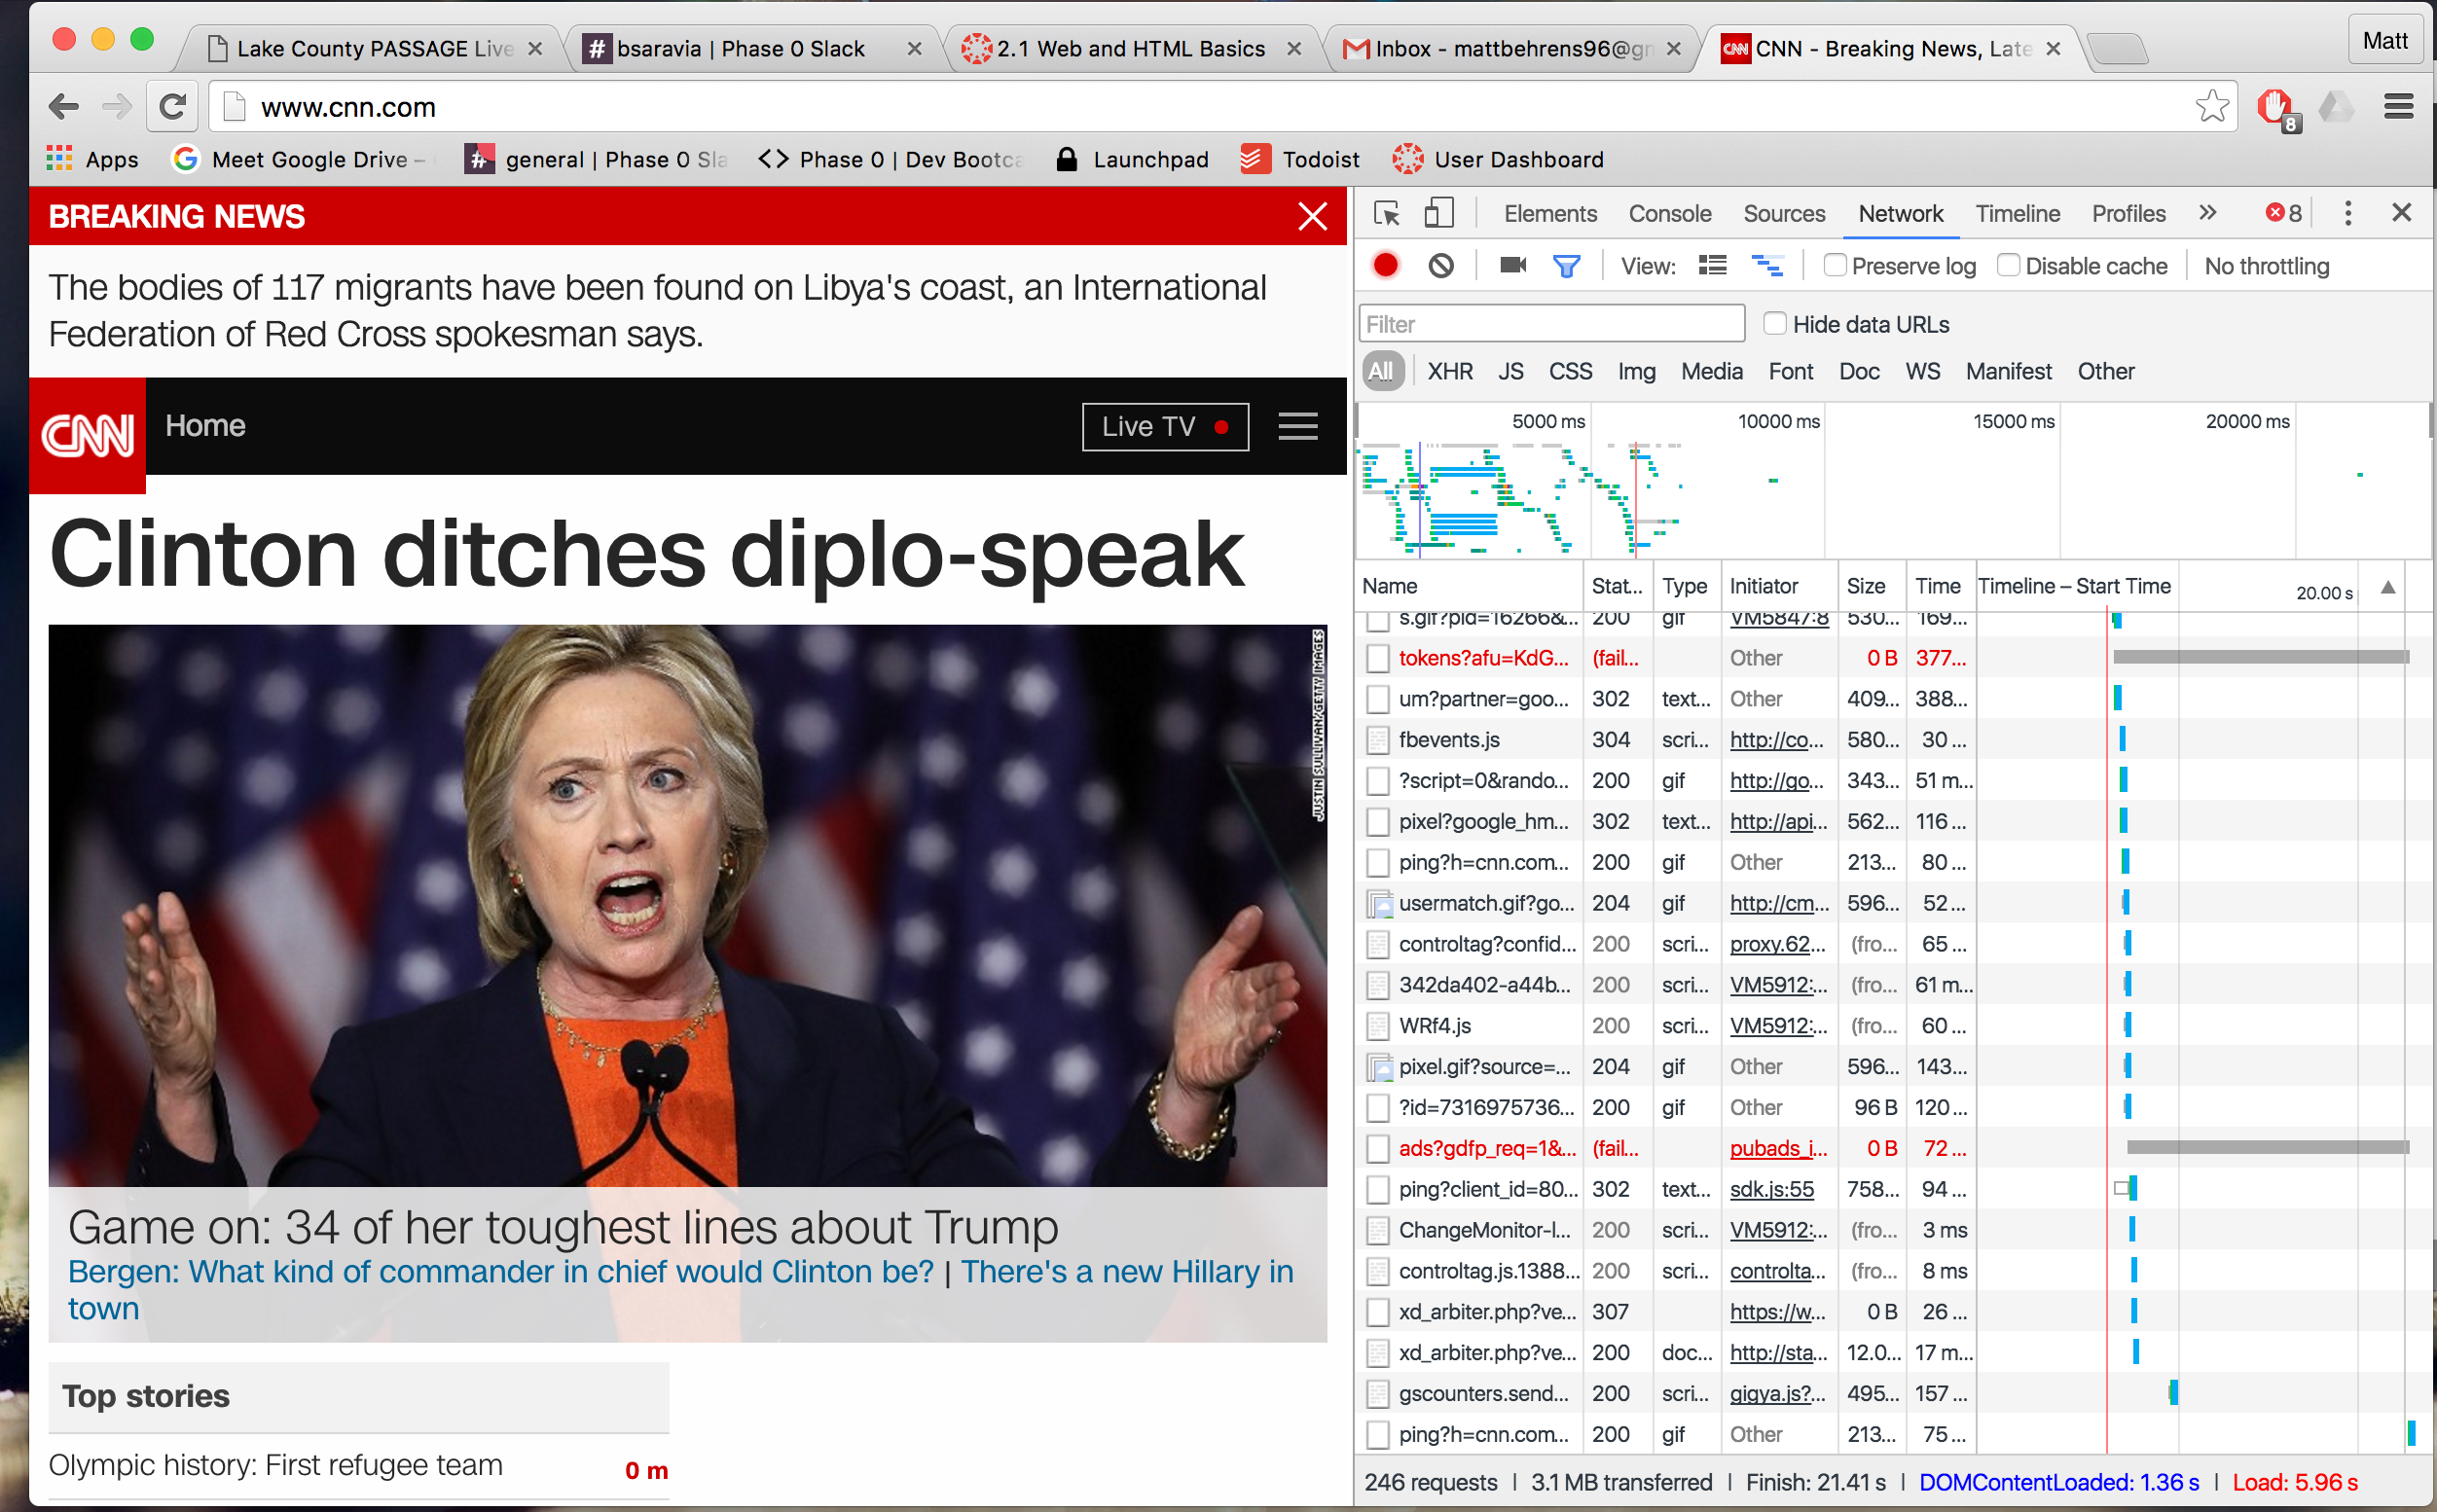 Lake County PASSAGE Live
bsaravia | Phase 0 Slack
2.1 Web and HTML Basics
Inbox - mattbehrens96@gm
CNN - Breaking News, Late
Matt
www.cnn.com
8
Apps
Meet Google Drive –
general | Phase 0 Sla
Phase 0 | Dev Bootca
Launchpad
Todoist
User Dashboard
BREAKING NEWS
The bodies of 117 migrants have been found on Libya's coast, an International
Federation of Red Cross spokesman says.
CNN
Home
Live TV
Clinton ditches diplo-speak
JUSTIN SULLIVAN/GETTY IMAGES
Game on: 34 of her toughest lines about Trump
Bergen: What kind of commander in chief would Clinton be? | There's a new Hillary in
town
Top stories
Olympic history: First refugee team
0 m
Elements Console Sources Network Timeline Profiles » 8
View: Preserve log Disable cache No throttling
Filter Hide data URLs
All XHR JS CSS Img Media Font Doc WS Manifest Other
5000 ms 10000 ms 15000 ms 20000 ms
Name Stat... Type Initiator Size Time Timeline – Start Time 20.00 s
s.gif?pid=16266&... 200 gif VM5847:8 530... 169...
tokens?afu=KdG... (fail... Other 0 B 377...
um?partner=goo... 302 text... Other 409... 388...
fbevents.js 304 scri... http://co... 580... 30 ...
?script=0&rando... 200 gif http://go... 343... 51 m...
pixel?google_hm... 302 text... http://api... 562... 116 ...
ping?h=cnn.com... 200 gif Other 213... 80 ...
usermatch.gif?go... 204 gif http://cm... 596... 52 ...
controltag?confid... 200 scri... proxy.62... (fro... 65 ...
342da402-a44b... 200 scri... VM5912:... (fro... 61 m...
WRf4.js 200 scri... VM5912:... (fro... 60 ...
pixel.gif?source=... 204 gif Other 596... 143...
?id=7316975736... 200 gif Other 96 B 120 ...
ads?gdfp_req=1&... (fail... pubads_i... 0 B 72 ...
ping?client_id=80... 302 text... sdk.js:55 758... 94 ...
ChangeMonitor-l... 200 scri... VM5912:... (fro... 3 ms
controltag.js.1388... 200 scri... controlta... (fro... 8 ms
xd_arbiter.php?ve... 307 https://w... 0 B 26 ...
xd_arbiter.php?ve... 200 doc... http://sta... 12.0... 17 m...
gscounters.send... 200 scri... gigya.js?... 495... 157 ...
ping?h=cnn.com... 200 gif Other 213... 75 ...
246 requests | 3.1 MB transferred | Finish: 21.41 s | DOMContentLoaded: 1.36 s | Load: 5.96 s